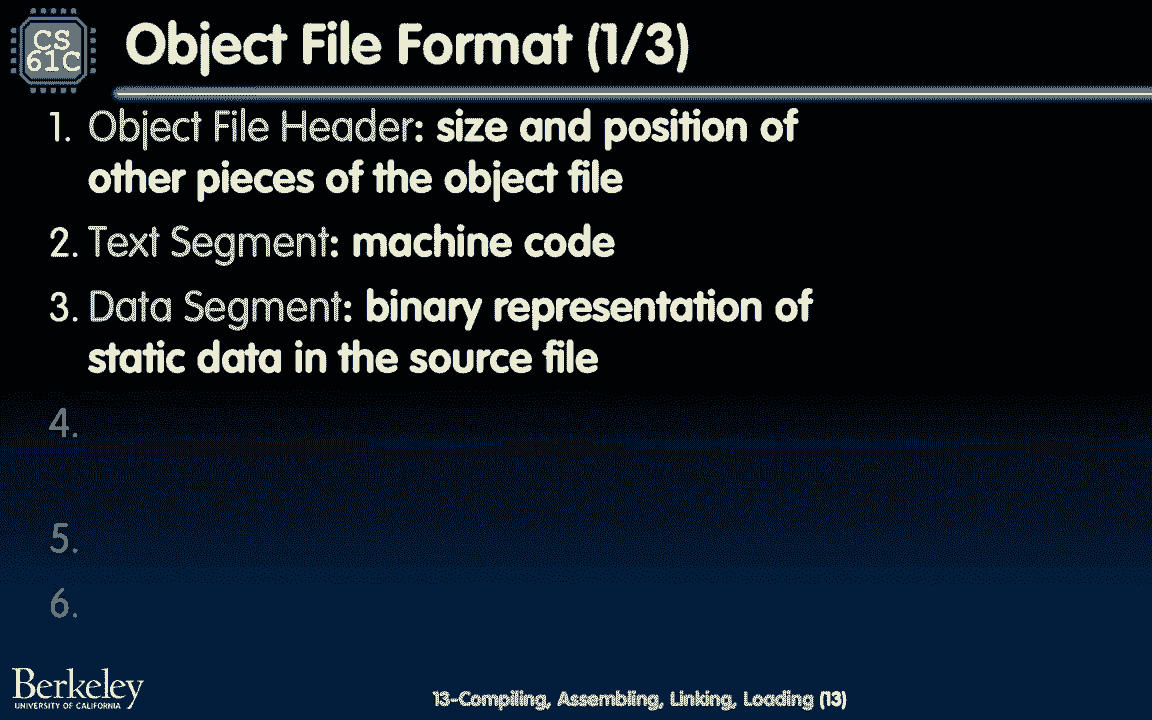 CS
61C
Object File Format (1/3)
1. Object File Header: size and position of
other pieces of the object file
2. Text Segment: machine code
3. Data Segment: binary representation of
static data in the source file
4.
5.
6.
Berkeley
UNIVERSITY OF CALIFORNIA
13-Compiling, Assembling, Linking, Loading (13)